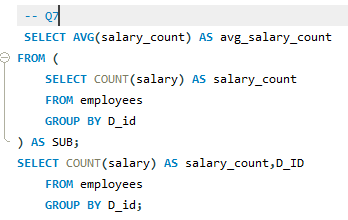 -- Q7
SELECT AVG(salary_count) AS avg_salary_count
FROM (
SELECT COUNT(salary) AS salary_count
FROM employees
GROUP BY D_id
) AS SUB;
SELECT COUNT(salary) AS salary_count,D_ID
FROM employees
GROUP BY D_id;